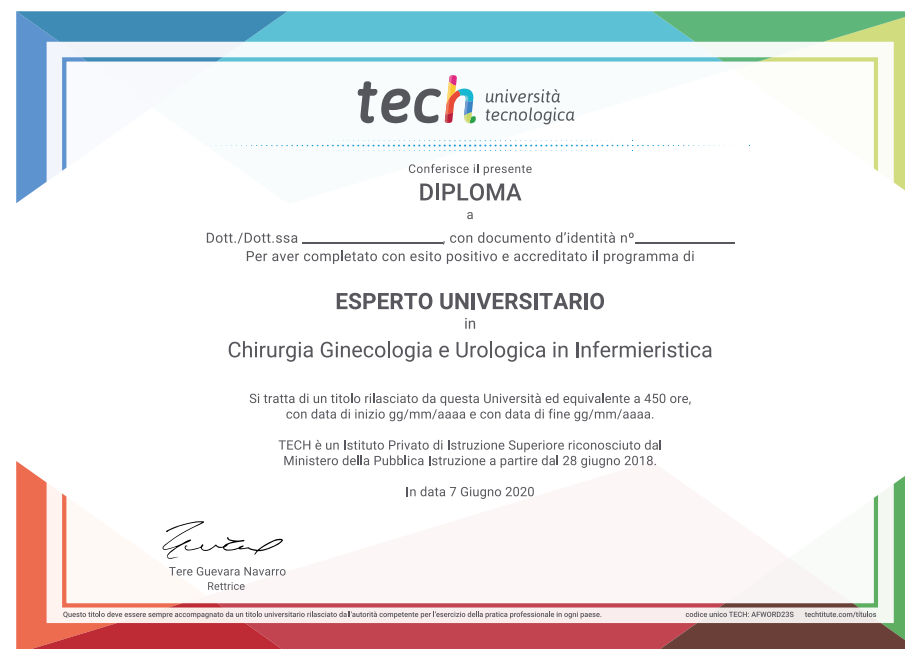 tech università
tecnologica
Conferisce il presente
DIPLOMA
a
Dott./Dott.ssa ________________, con documento d'identità nº____________
Per aver completato con esito positivo e accreditato il programma di
ESPERTO UNIVERSITARIO
in
Chirurgia Ginecologia e Urologica in Infermieristica
Si tratta di un titolo rilasciato da questa Università ed equivalente a 450 ore,
con data di inizio gg/mm/aaaa e con data di fine gg/mm/aaaa.
TECH è un Istituto Privato di Istruzione Superiore riconosciuto dal
Ministero della Pubblica Istruzione a partire dal 28 giugno 2018.
In data 7 Giugno 2020
Tere Guevara Navarro
Rettrice
Questo titolo deve essere sempre accompagnato da un titolo universitario rilasciato dall'autorità competente per l'esercizio della pratica professionale in ogni paese. codice unico TECH: AFWORD23S techtitute.com/titulos